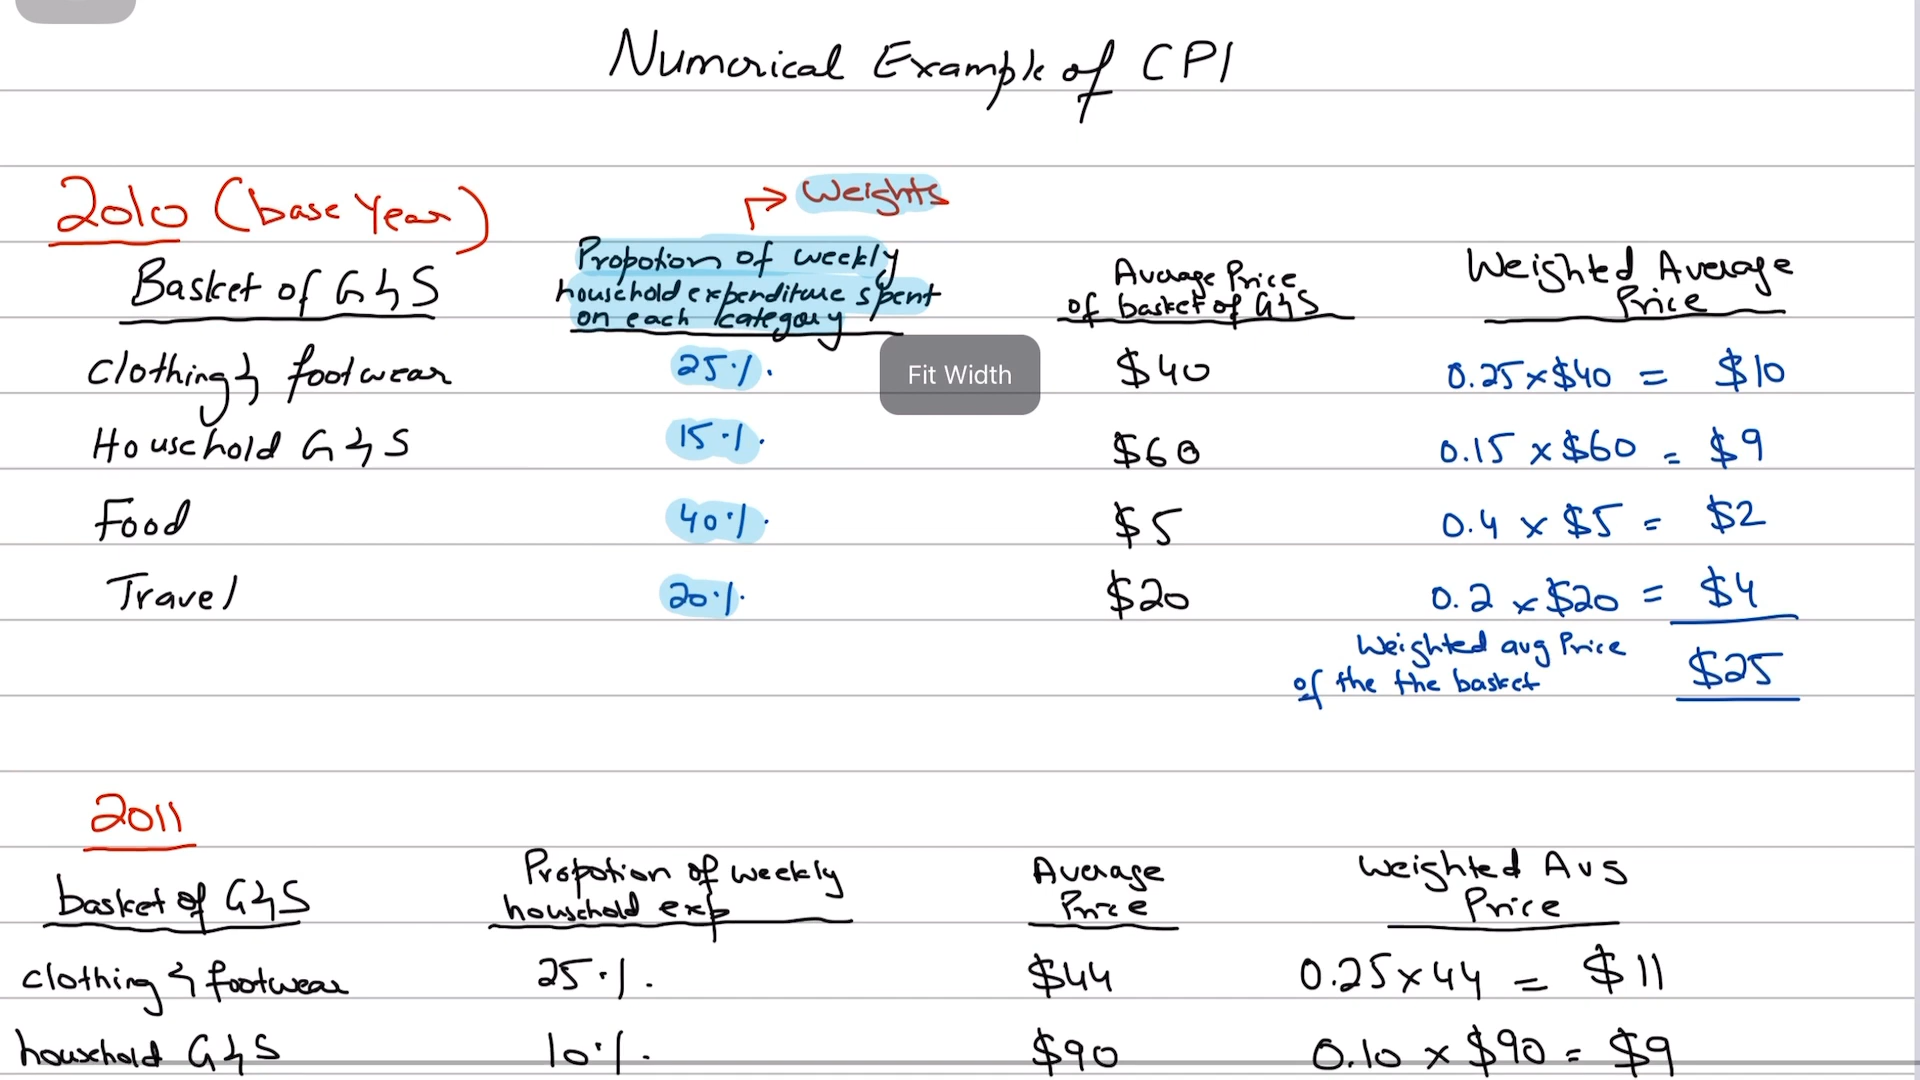 Numerical Example of CPI
2010 (base Year)
→ Weights
Basket of G&S
Propotion of weekly
household expenditure spent
on each category
Average Price
of basket of G&S
Weighted Average
Price
clothing & footwear 25% $40 0.25 x $40 = $10
Fit Width
Household G&S 15% $60 0.15 x $60 = $9
Food 40% $5 0.4 x $5 = $2
Travel 20% $20 0.2 x $20 = $4
Weighted avg Price
of the the basket $25
2011
basket of G&S
Propotion of weekly
household exp
Average
Price
Weighted Avg
Price
clothing & footwear 25% $44 0.25 x 44 = $11
household G&S 10% $90 0.10 x $90 = $9